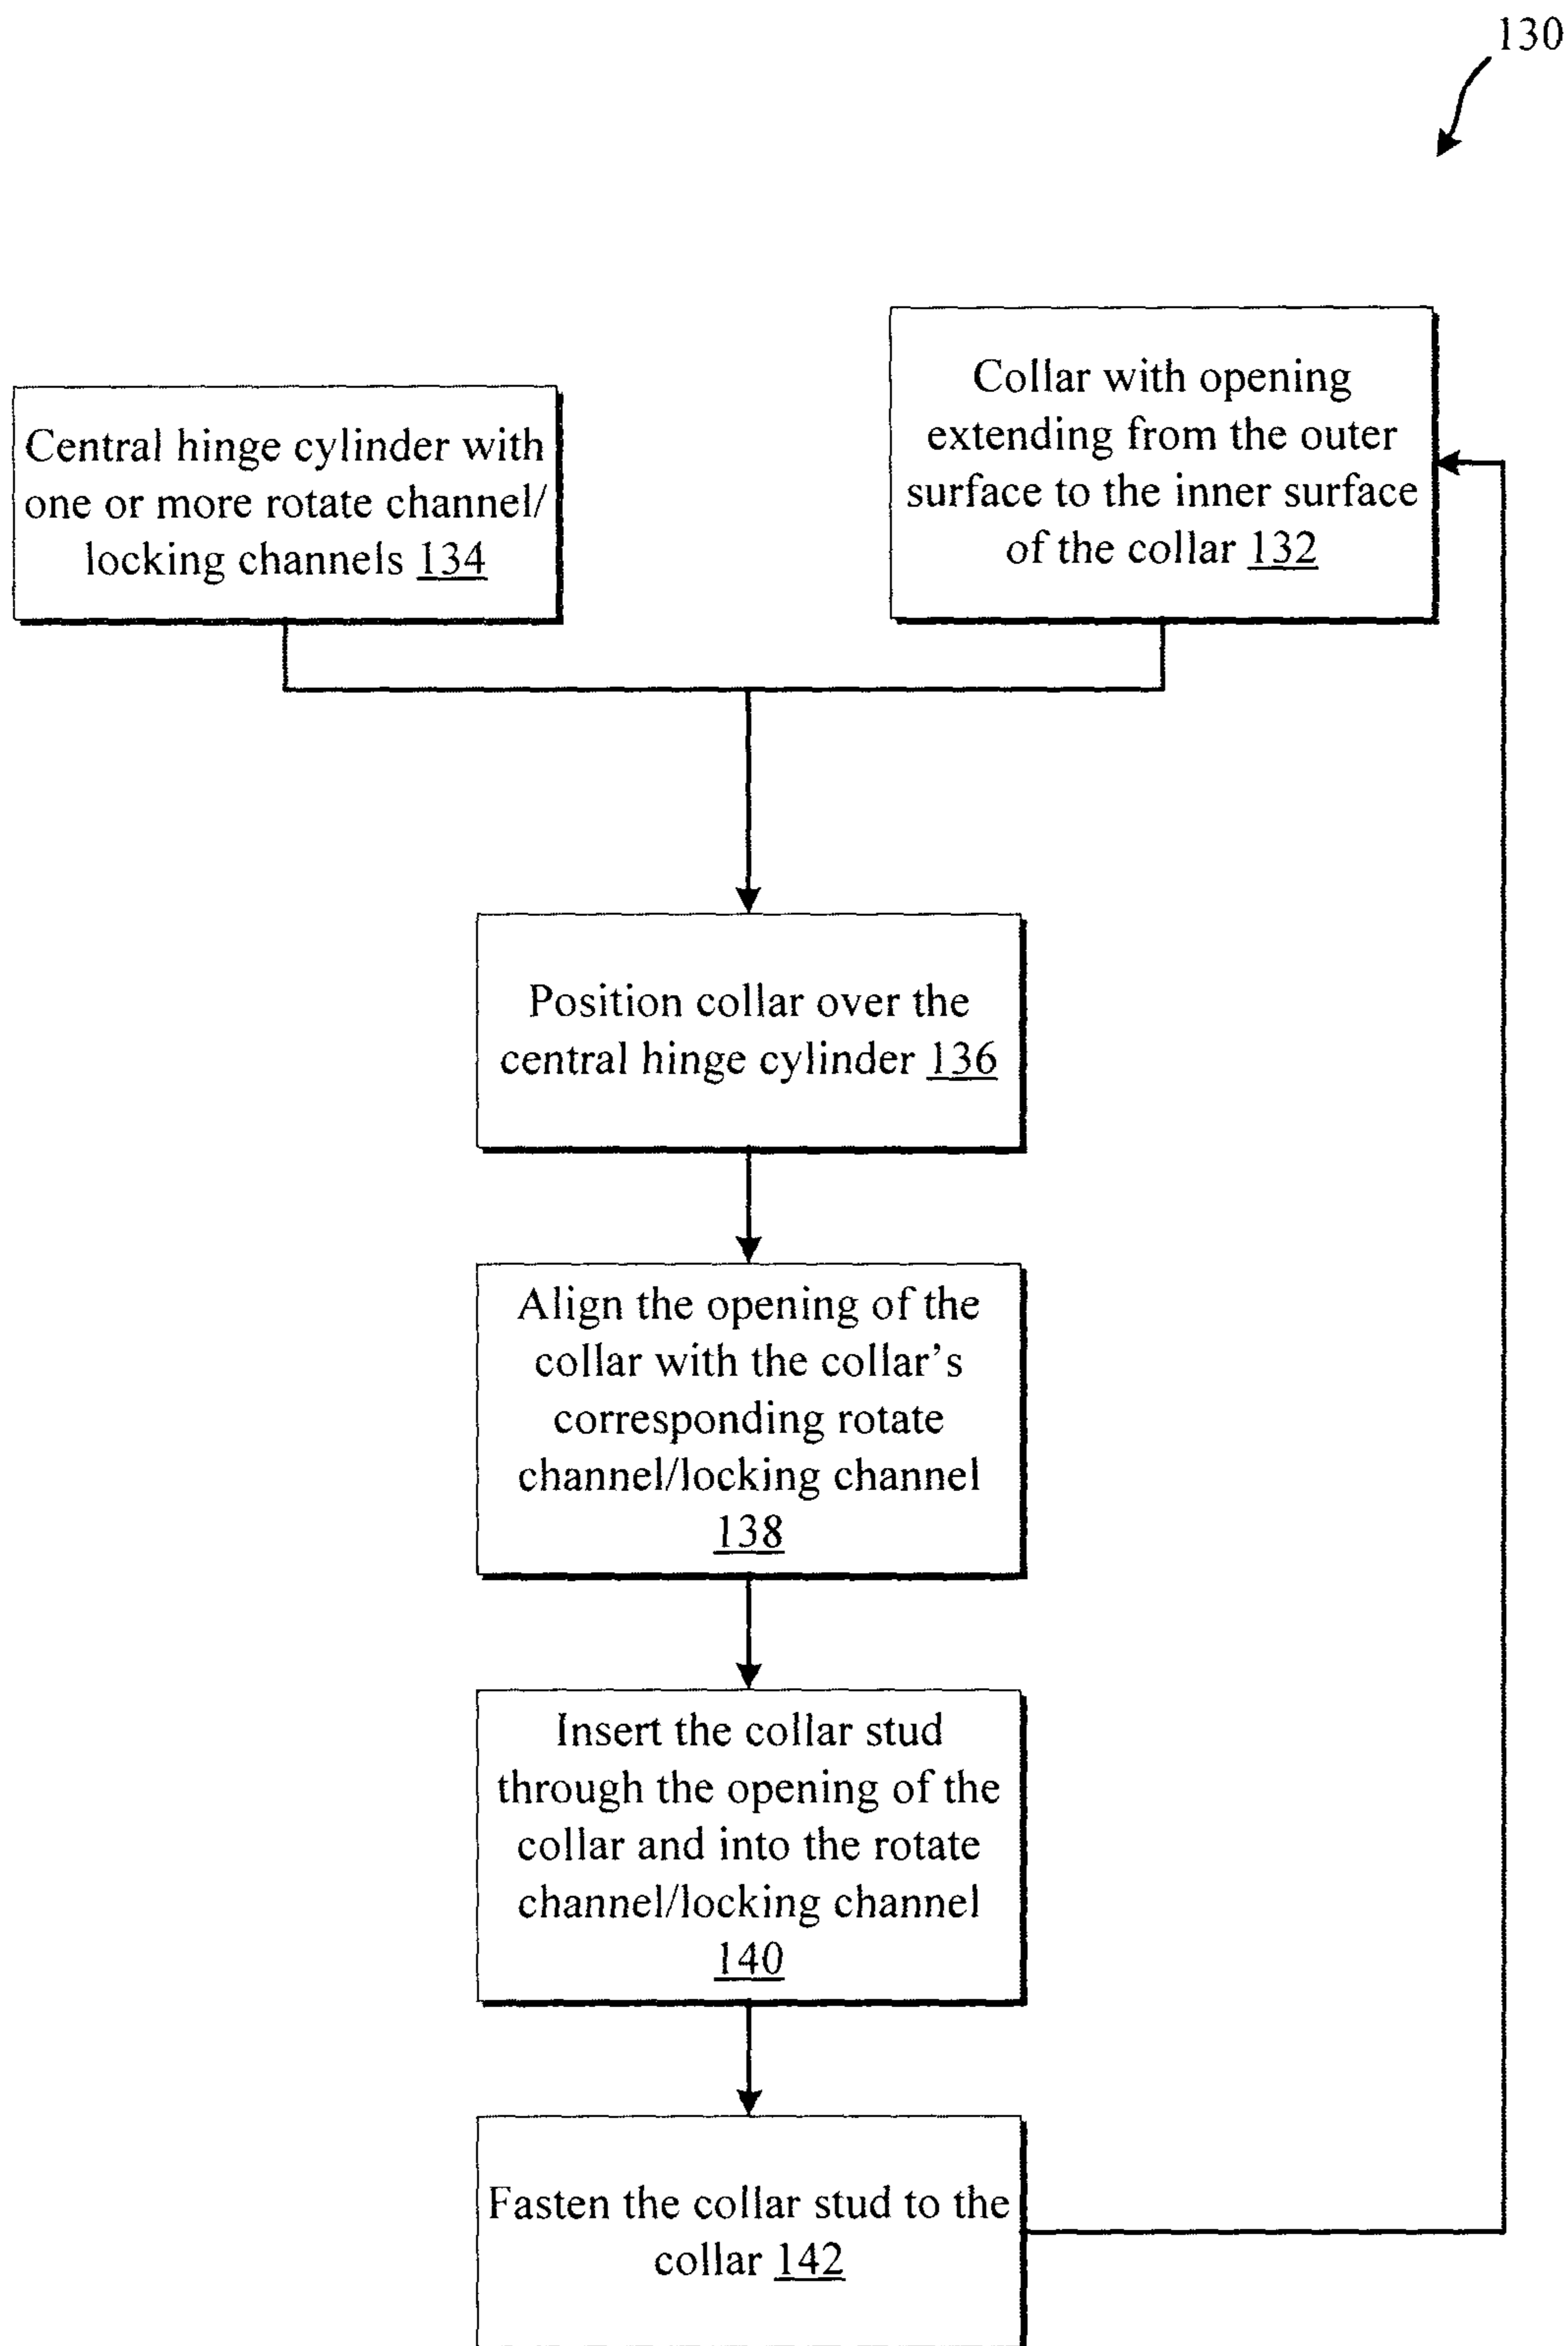 130
Central hinge cylinder with
one or more rotate channel/
locking channels 134
Collar with opening
extending from the outer
surface to the inner surface
of the collar 132
Position collar over the
central hinge cylinder 136
Align the opening of the
collar with the collar's
corresponding rotate
channel/locking channel
138
Insert the collar stud
through the opening of the
collar and into the rotate
channel/locking channel
140
Fasten the collar stud to the
collar 142